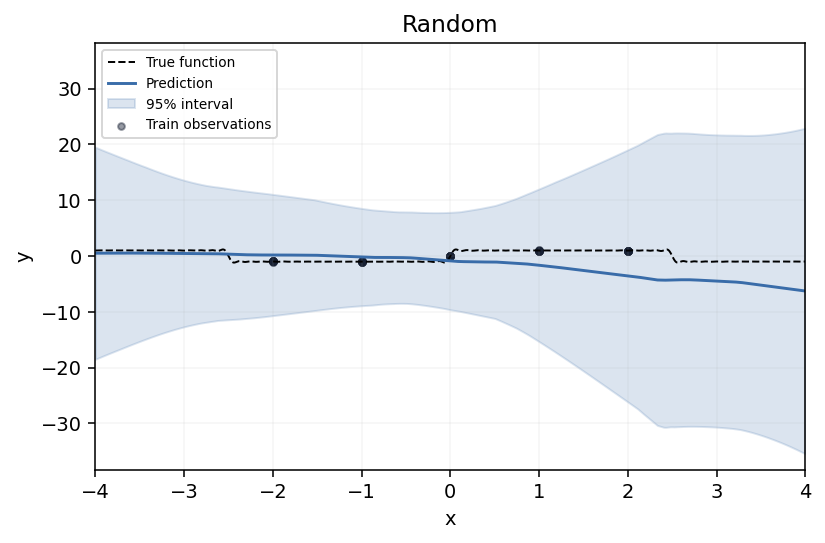 Random
True function
Prediction
95% interval
Train observations
30
20
10
0
−10
−20
−30
y
−4 −3 −2 −1 0 1 2 3 4
x